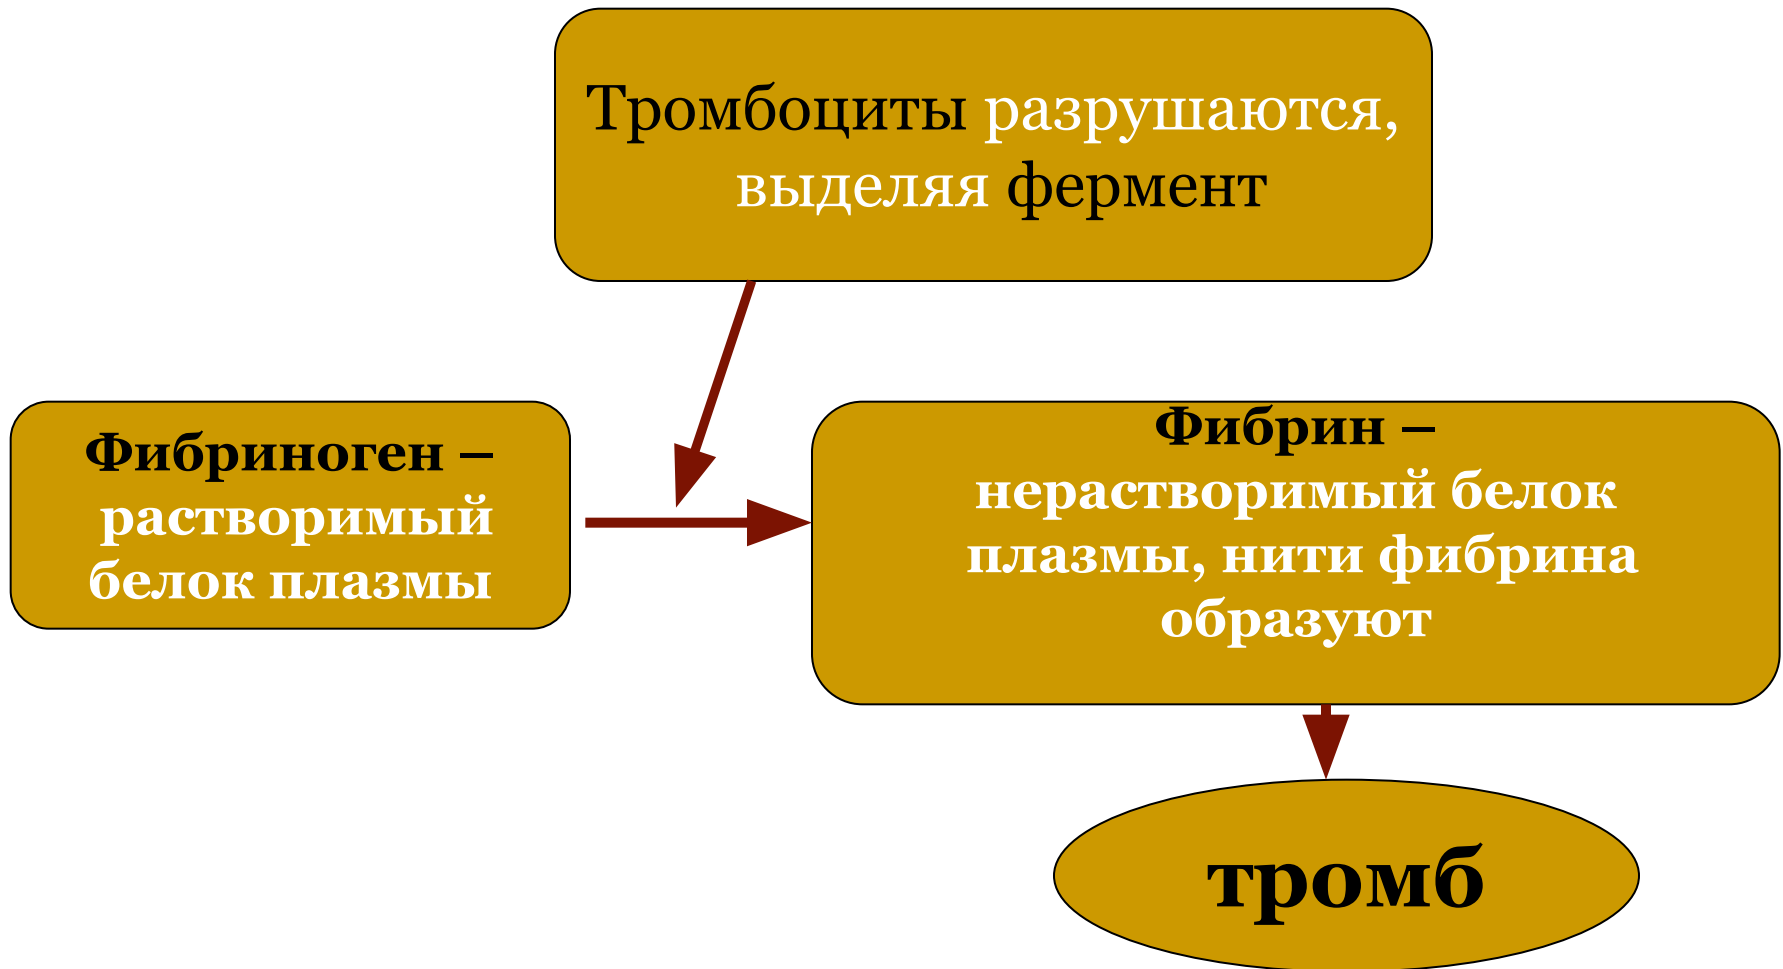 Тромбоциты разрушаются,
выделяя фермент
Фибриноген –
растворимый
белок плазмы
Фибрин –
нерастворимый белок
плазмы, нити фибрина
образуют
тромб